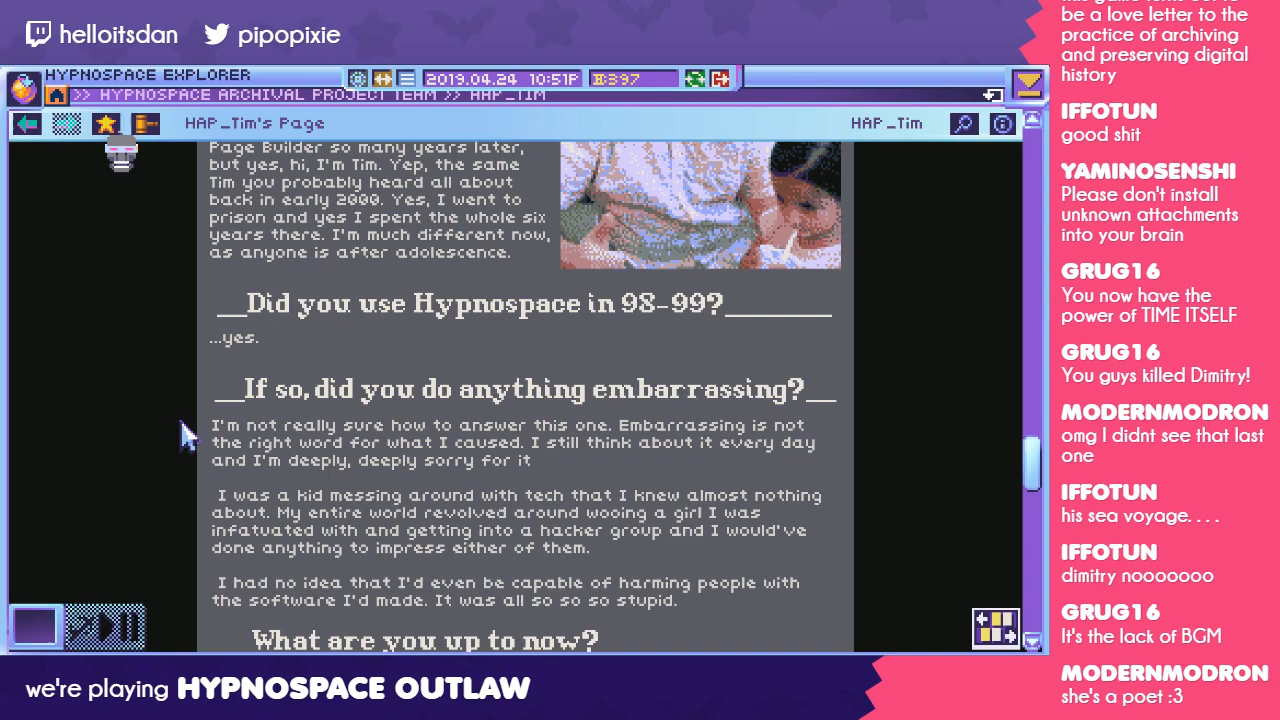 helloitsdan
pipopixie
HYPNOSPACE EXPLORER
2019.04.24 10:51P
397
>> HYPNOSPACE ARCHIVAL PROJECT TEAM >> HAP_TIM
HAP_Tim's Page
HAP_Tim
Page Builder so many years later,
but yes, hi, I'm Tim. Yep, the same
Tim you probably heard all about
back in early 2000. Yes, I went to
prison and yes I spent the whole six
years there. I'm much different now,
as anyone is after adolescence.
__Did you use Hypnospace in 98-99?________
...yes.
__If so, did you do anything embarrassing?__
I'm not really sure how to answer this one. Embarrassing is not
the right word for what I caused. I still think about it every day
and I'm deeply, deeply sorry for it
I was a kid messing around with tech that I knew almost nothing
about. My entire world revolved around wooing a girl I was
infatuated with and getting into a hacker group and I would've
done anything to impress either of them.
I had no idea that I'd even be capable of harming people with
the software I'd made. It was all so so so stupid.
What are you up to now?
we're playing HYPNOSPACE OUTLAW
be a love letter to the
practice of archiving
and preserving digital
history
IFFOTUN
good shit
YAMINOSENSHI
Please don't install
unknown attachments
into your brain
GRUG16
You now have the
power of TIME ITSELF
GRUG16
You guys killed Dimitry!
MODERNMODRON
omg I didnt see that last
one
IFFOTUN
his sea voyage. . . .
IFFOTUN
dimitry nooooooo
GRUG16
It's the lack of BGM
MODERNMODRON
she's a poet :3